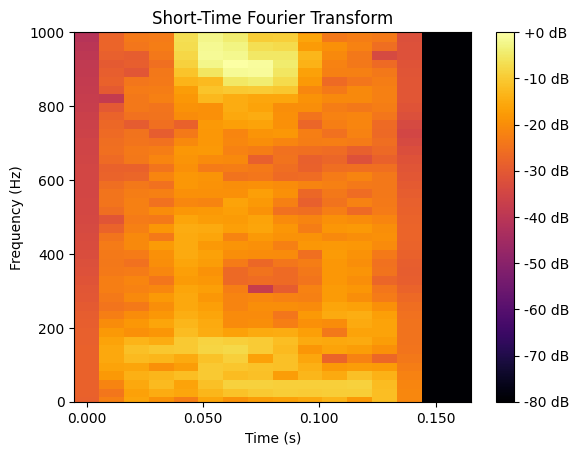 Short-Time Fourier Transform
1000
800
600
400
200
0
Frequency (Hz)
0.000
0.050
0.100
0.150
Time (s)
+0 dB
-10 dB
-20 dB
-30 dB
-40 dB
-50 dB
-60 dB
-70 dB
-80 dB